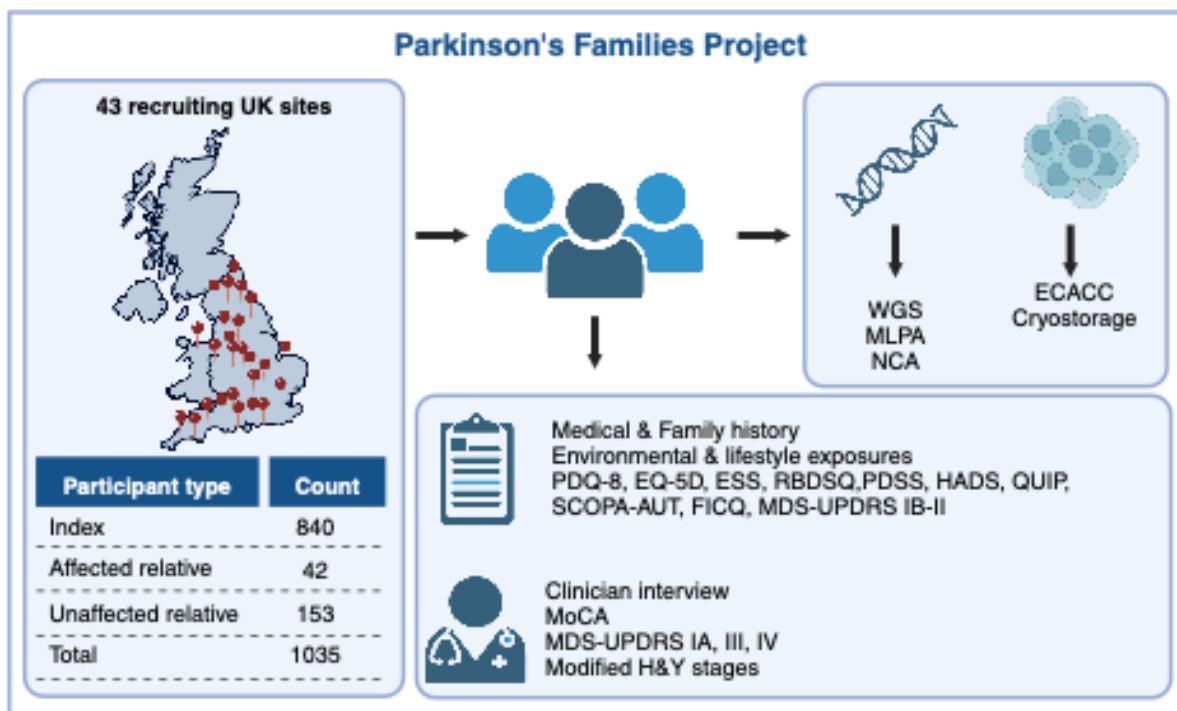 Parkinson's Families Project
43 recruiting UK sites
Participant type Count
Index 840
Affected relative 42
Unaffected relative 153
Total 1035
WGS
MLPA
NCA
ECACC
Cryostorage
Medical & Family history
Environmental & lifestyle exposures
PDQ-8, EQ-5D, ESS, RBDSQ,PDSS, HADS, QUIP,
SCOPA-AUT, FICQ, MDS-UPDRS IB-II
Clinician interview
MoCA
MDS-UPDRS IA, III, IV
Modified H&Y stages